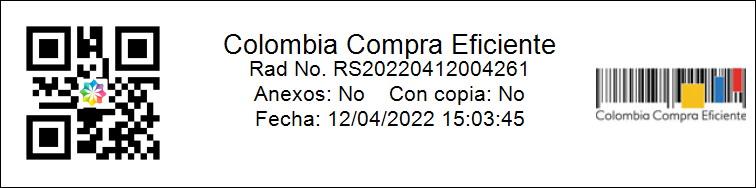 Colombia Compra Eficiente
Rad No. RS20220412004261
Anexos: No    Con copia: No
Fecha: 12/04/2022 15:03:45
Colombia Compra Eficiente